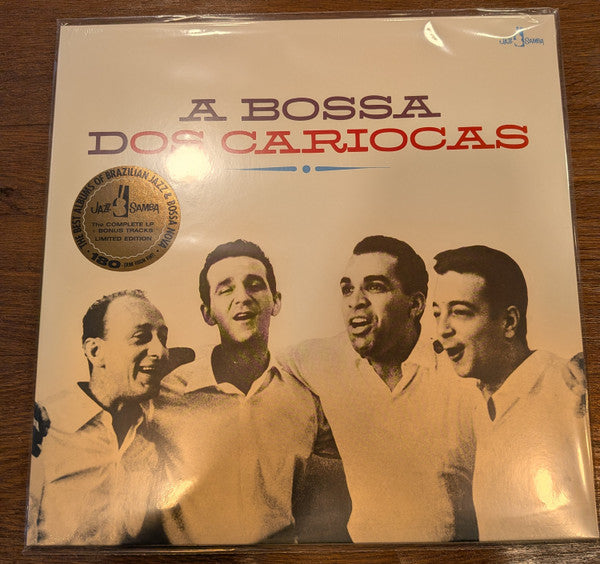 JAZZ SAMBA
A BOSSA
DOS CARIOCAS
THE BEST ALBUMS OF BRAZILIAN JAZZ & BOSSA NOVA
JAZZ SAMBA
The COMPLETE LP
+ BONUS TRACKS
LIMITED EDITION
180